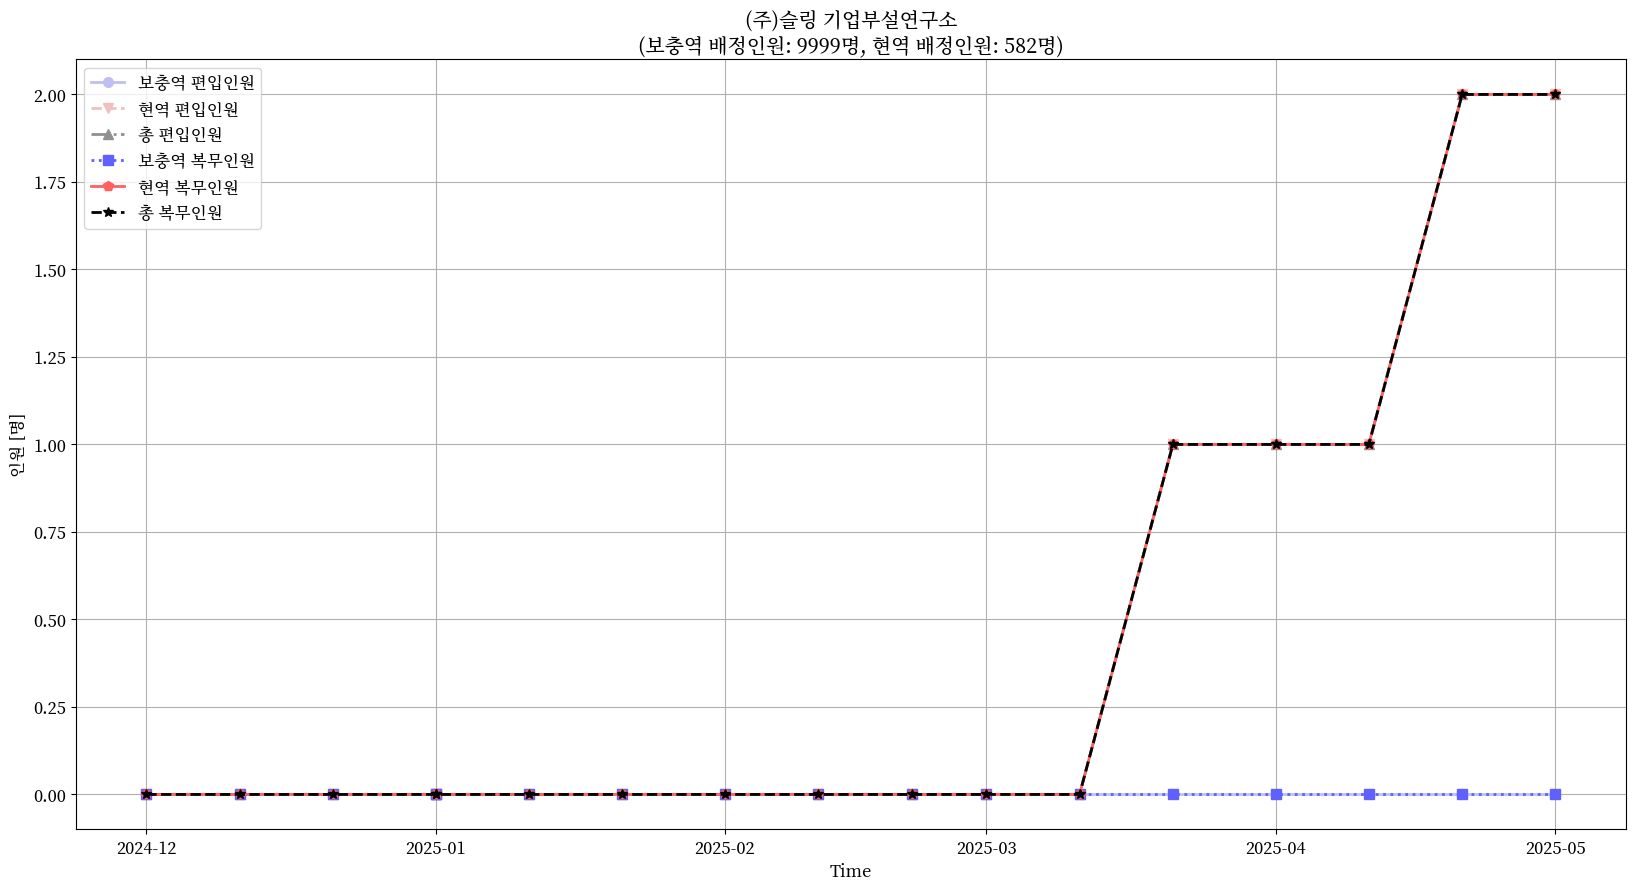 (주)슬링 기업부설연구소
(보충역 배정인원: 9999명, 현역 배정인원: 582명)
보충역 편입인원
현역 편입인원
총 편입인원
보충역 복무인원
현역 복무인원
총 복무인원
인원 [명]
2.00
1.75
1.50
1.25
1.00
0.75
0.50
0.25
0.00
2024-12
2025-01
2025-02
2025-03
2025-04
2025-05
Time